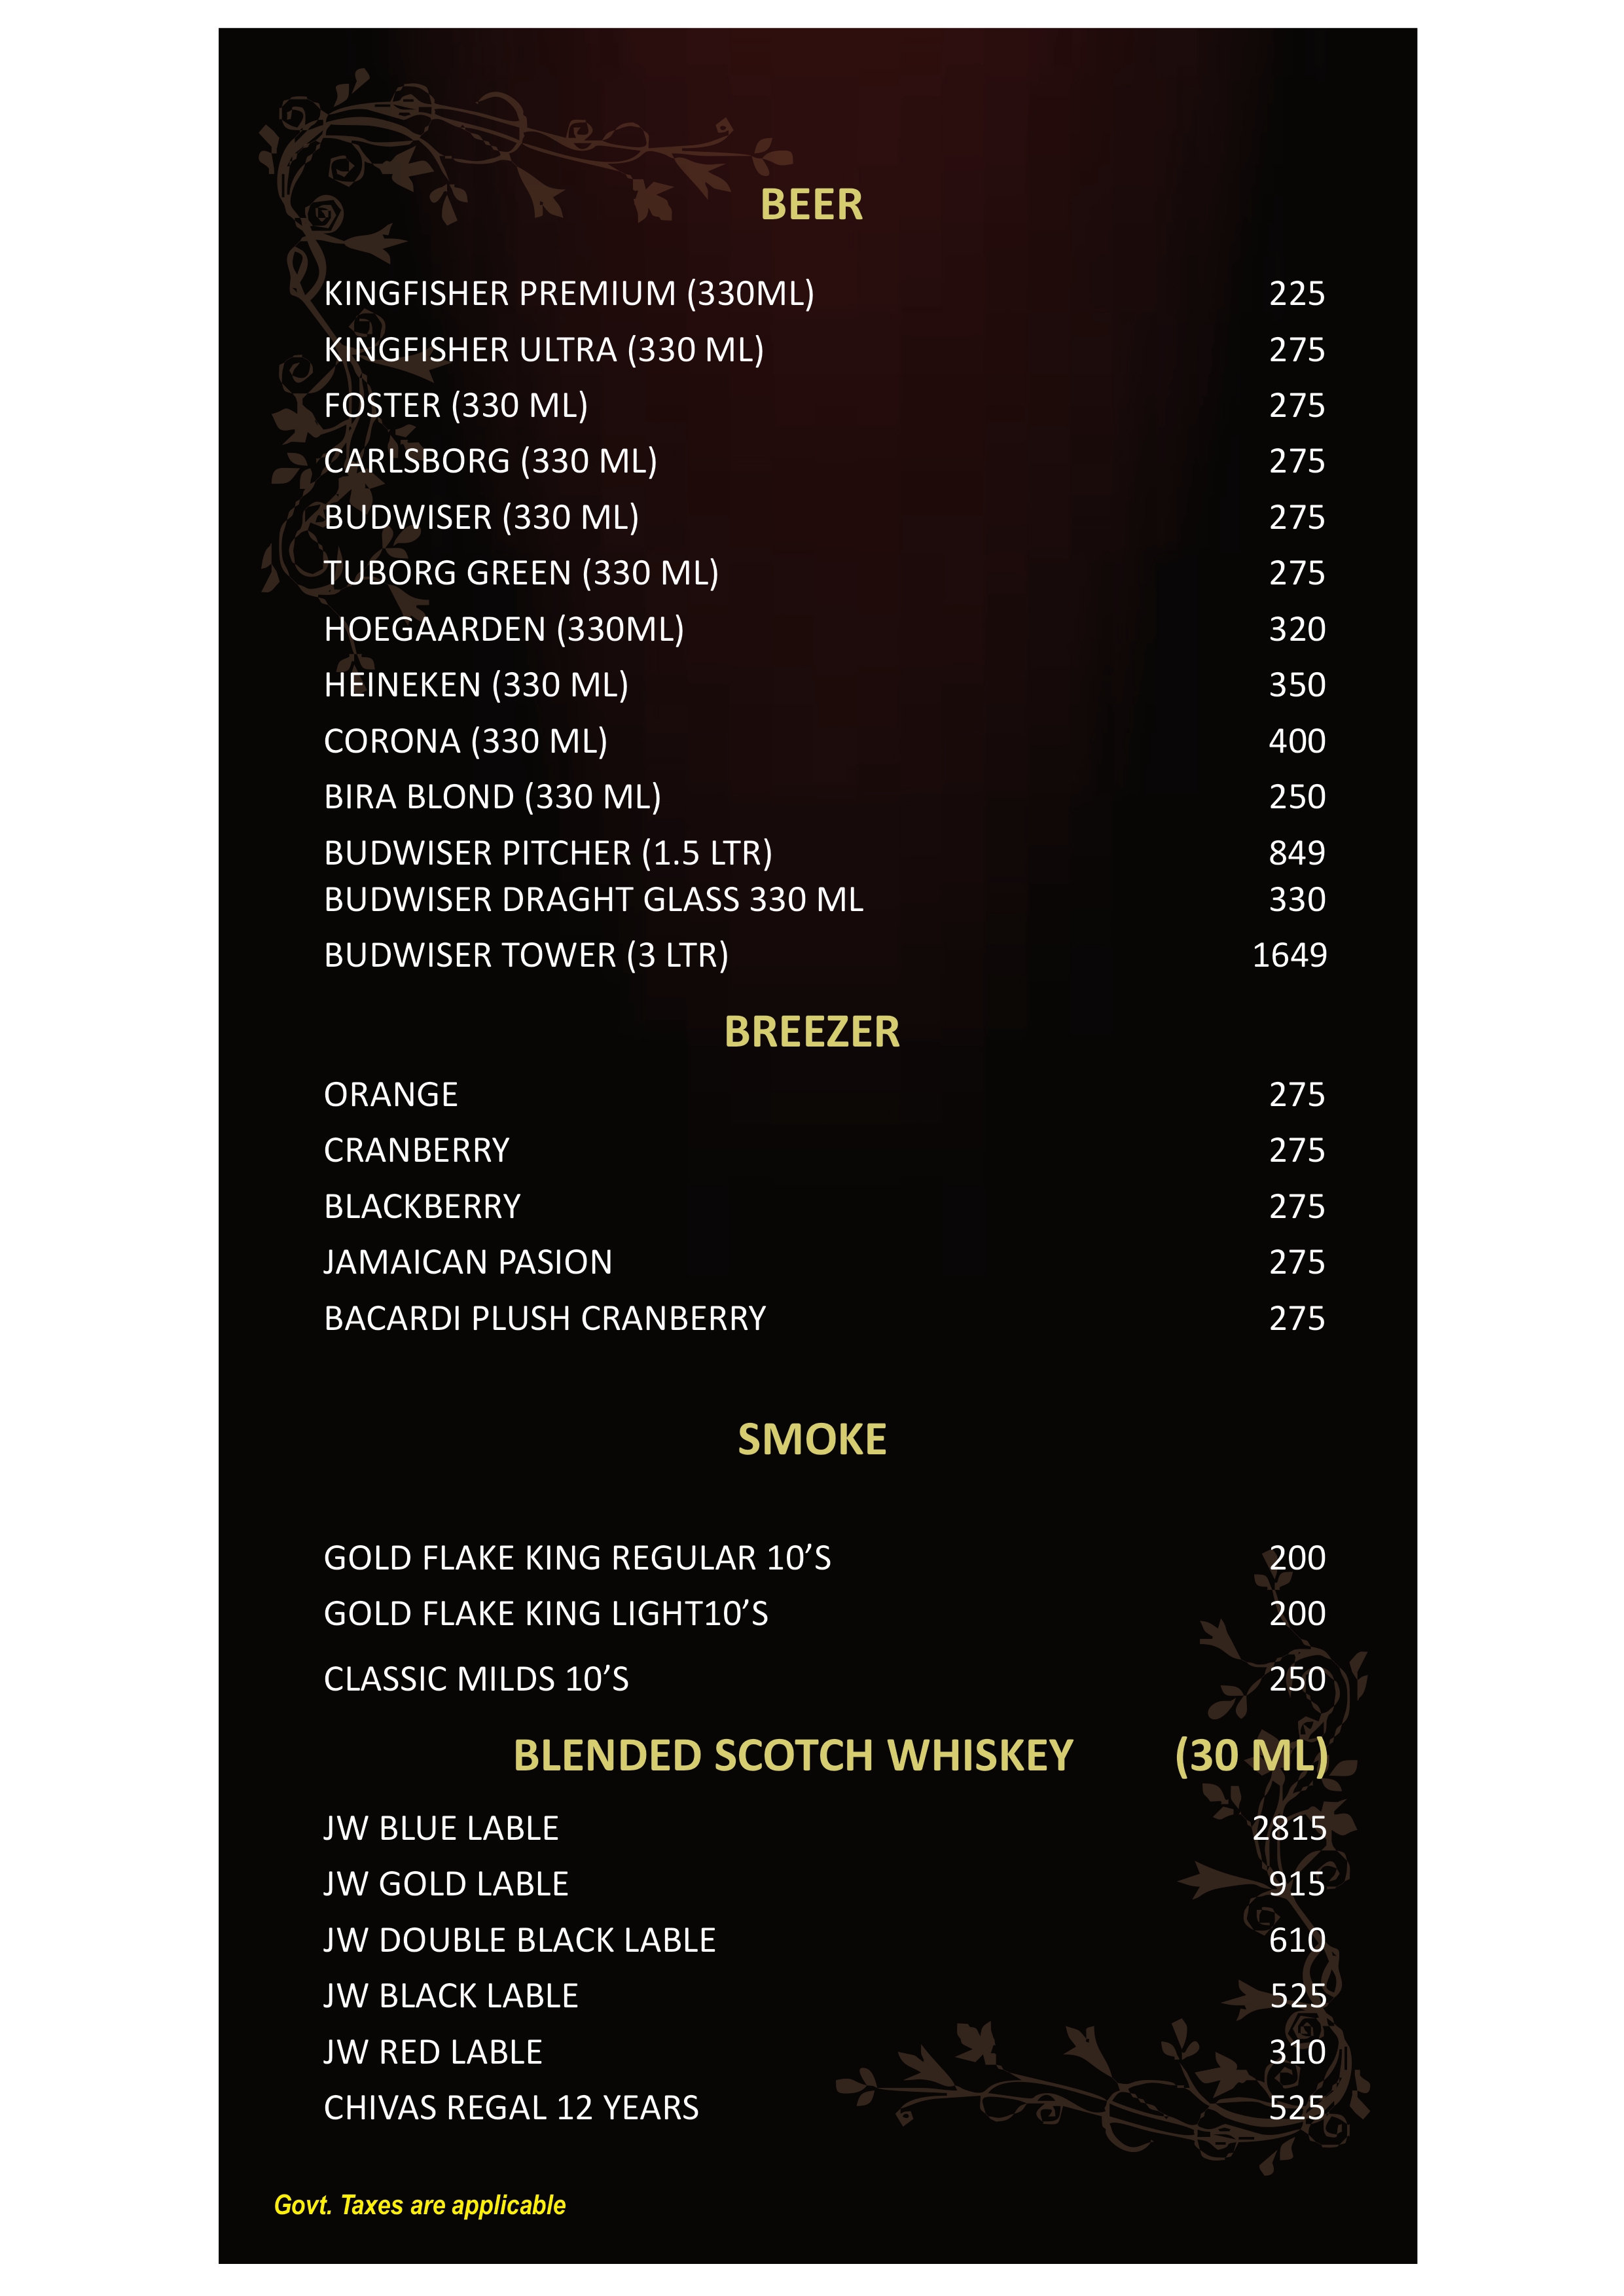 BEER
KINGFISHER PREMIUM (330ML) 225
KINGFISHER ULTRA (330 ML) 275
FOSTER (330 ML) 275
CARLSBORG (330 ML) 275
BUDWISER (330 ML) 275
TUBORG GREEN (330 ML) 275
HOEGAARDEN (330ML) 320
HEINEKEN (330 ML) 350
CORONA (330 ML) 400
BIRA BLOND (330 ML) 250
BUDWISER PITCHER (1.5 LTR) 849
BUDWISER DRAGHT GLASS 330 ML 330
BUDWISER TOWER (3 LTR) 1649
BREEZER
ORANGE 275
CRANBERRY 275
BLACKBERRY 275
JAMAICAN PASION 275
BACARDI PLUSH CRANBERRY 275
SMOKE
GOLD FLAKE KING REGULAR 10’S 200
GOLD FLAKE KING LIGHT10’S 200
CLASSIC MILDS 10’S 250
BLENDED SCOTCH WHISKEY (30 ML)
JW BLUE LABLE 2815
JW GOLD LABLE 915
JW DOUBLE BLACK LABLE 610
JW BLACK LABLE 525
JW RED LABLE 310
CHIVAS REGAL 12 YEARS 525
Govt. Taxes are applicable